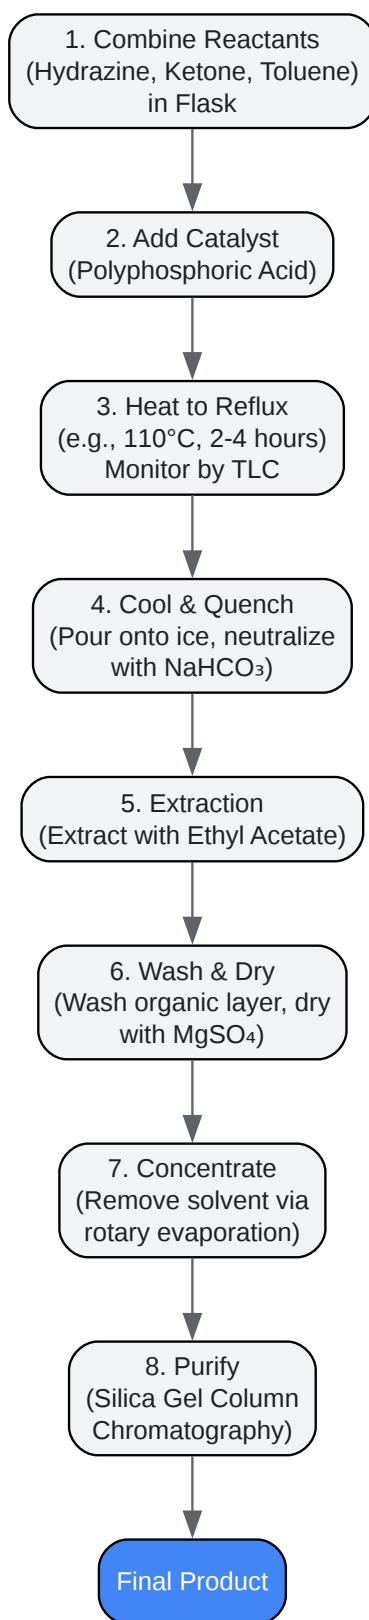 1. Combine Reactants
(Hydrazine, Ketone, Toluene)
in Flask
2. Add Catalyst
(Polyphosphoric Acid)
3. Heat to Reflux
(e.g., 110°C, 2-4 hours)
Monitor by TLC
4. Cool & Quench
(Pour onto ice, neutralize
with NaHCO₃)
5. Extraction
(Extract with Ethyl Acetate)
6. Wash & Dry
(Wash organic layer, dry
with MgSO₄)
7. Concentrate
(Remove solvent via
rotary evaporation)
8. Purify
(Silica Gel Column
Chromatography)
Final Product